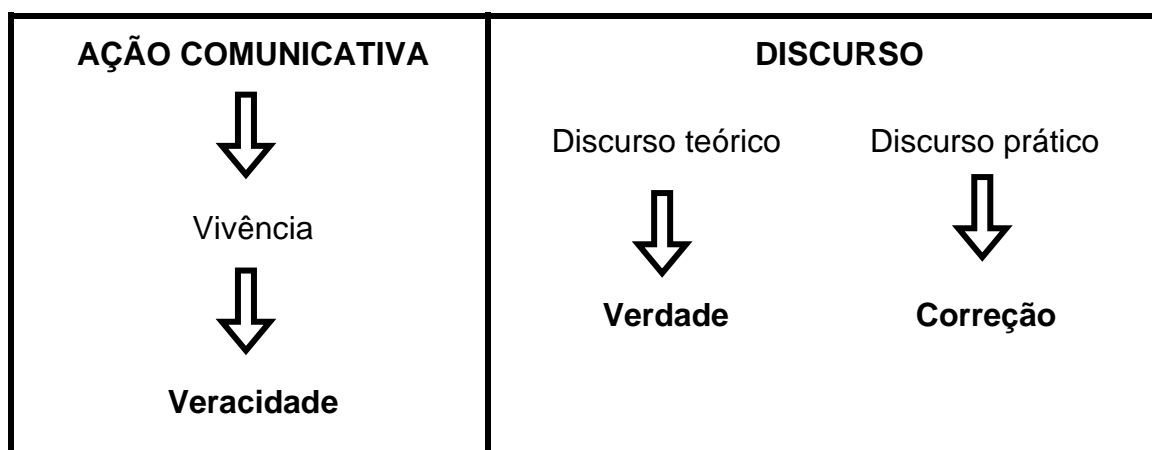 AÇÃO COMUNICATIVA
Vivência
Veracidade
DISCURSO
Discurso teórico
Discurso prático
Verdade
Correção